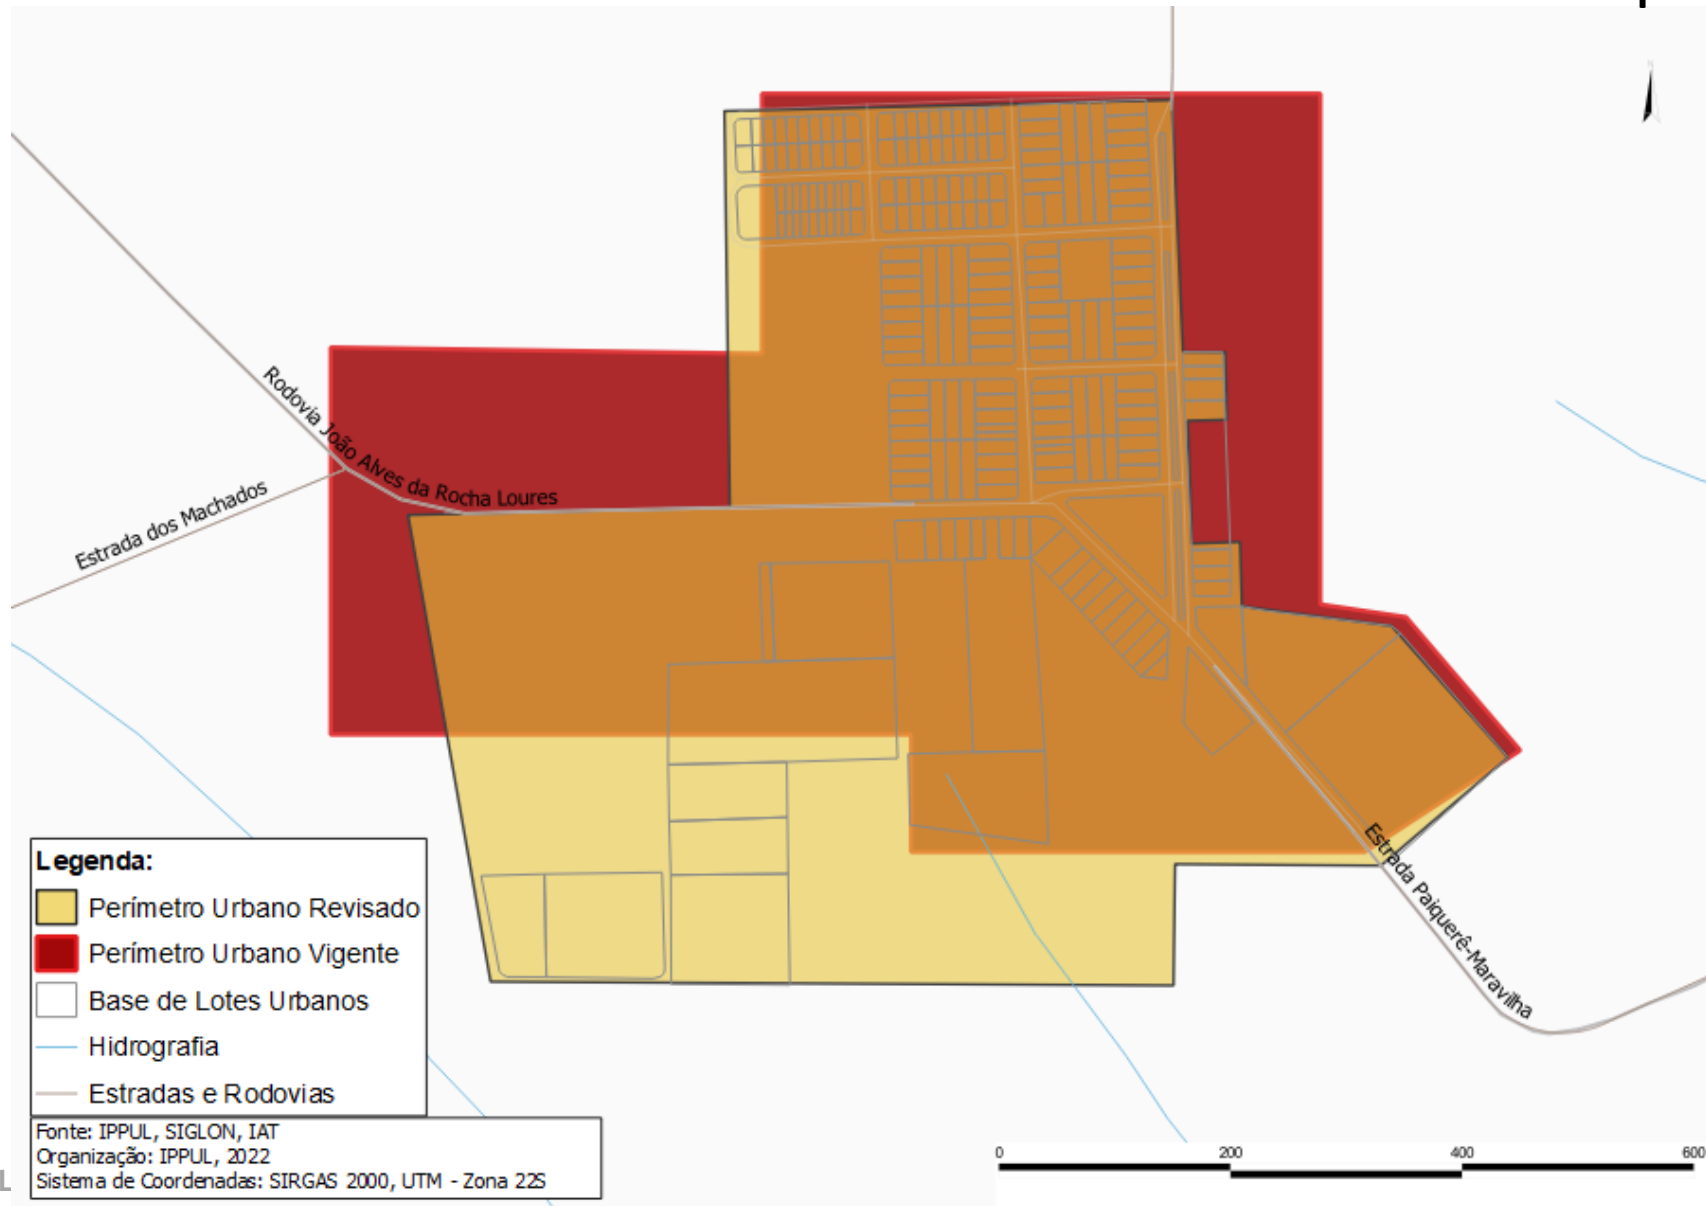 Rodovia João Alves da Rocha Loures
Estrada dos Machados
Estrada Paiquerê-Maravilha
Legenda:
Perímetro Urbano Revisado
Perímetro Urbano Vigente
Base de Lotes Urbanos
Hidrografia
Estradas e Rodovias
Fonte: IPPUL, SIGLON, IAT
Organização: IPPUL, 2022
Sistema de Coordenadas: SIRGAS 2000, UTM - Zona 22S
0 200 400 600